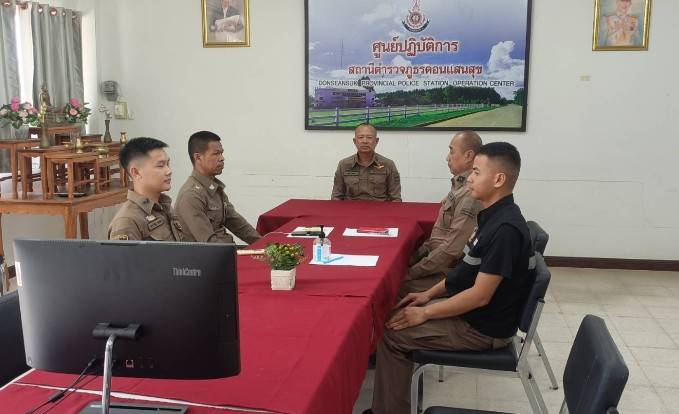 ศูนย์ปฏิบัติการ
สถานีตำรวจภูธรดอนแสนสุข
DONSEANSUK PROVINCIAL POLICE STATION OPERATION CENTER
ThinkCentre